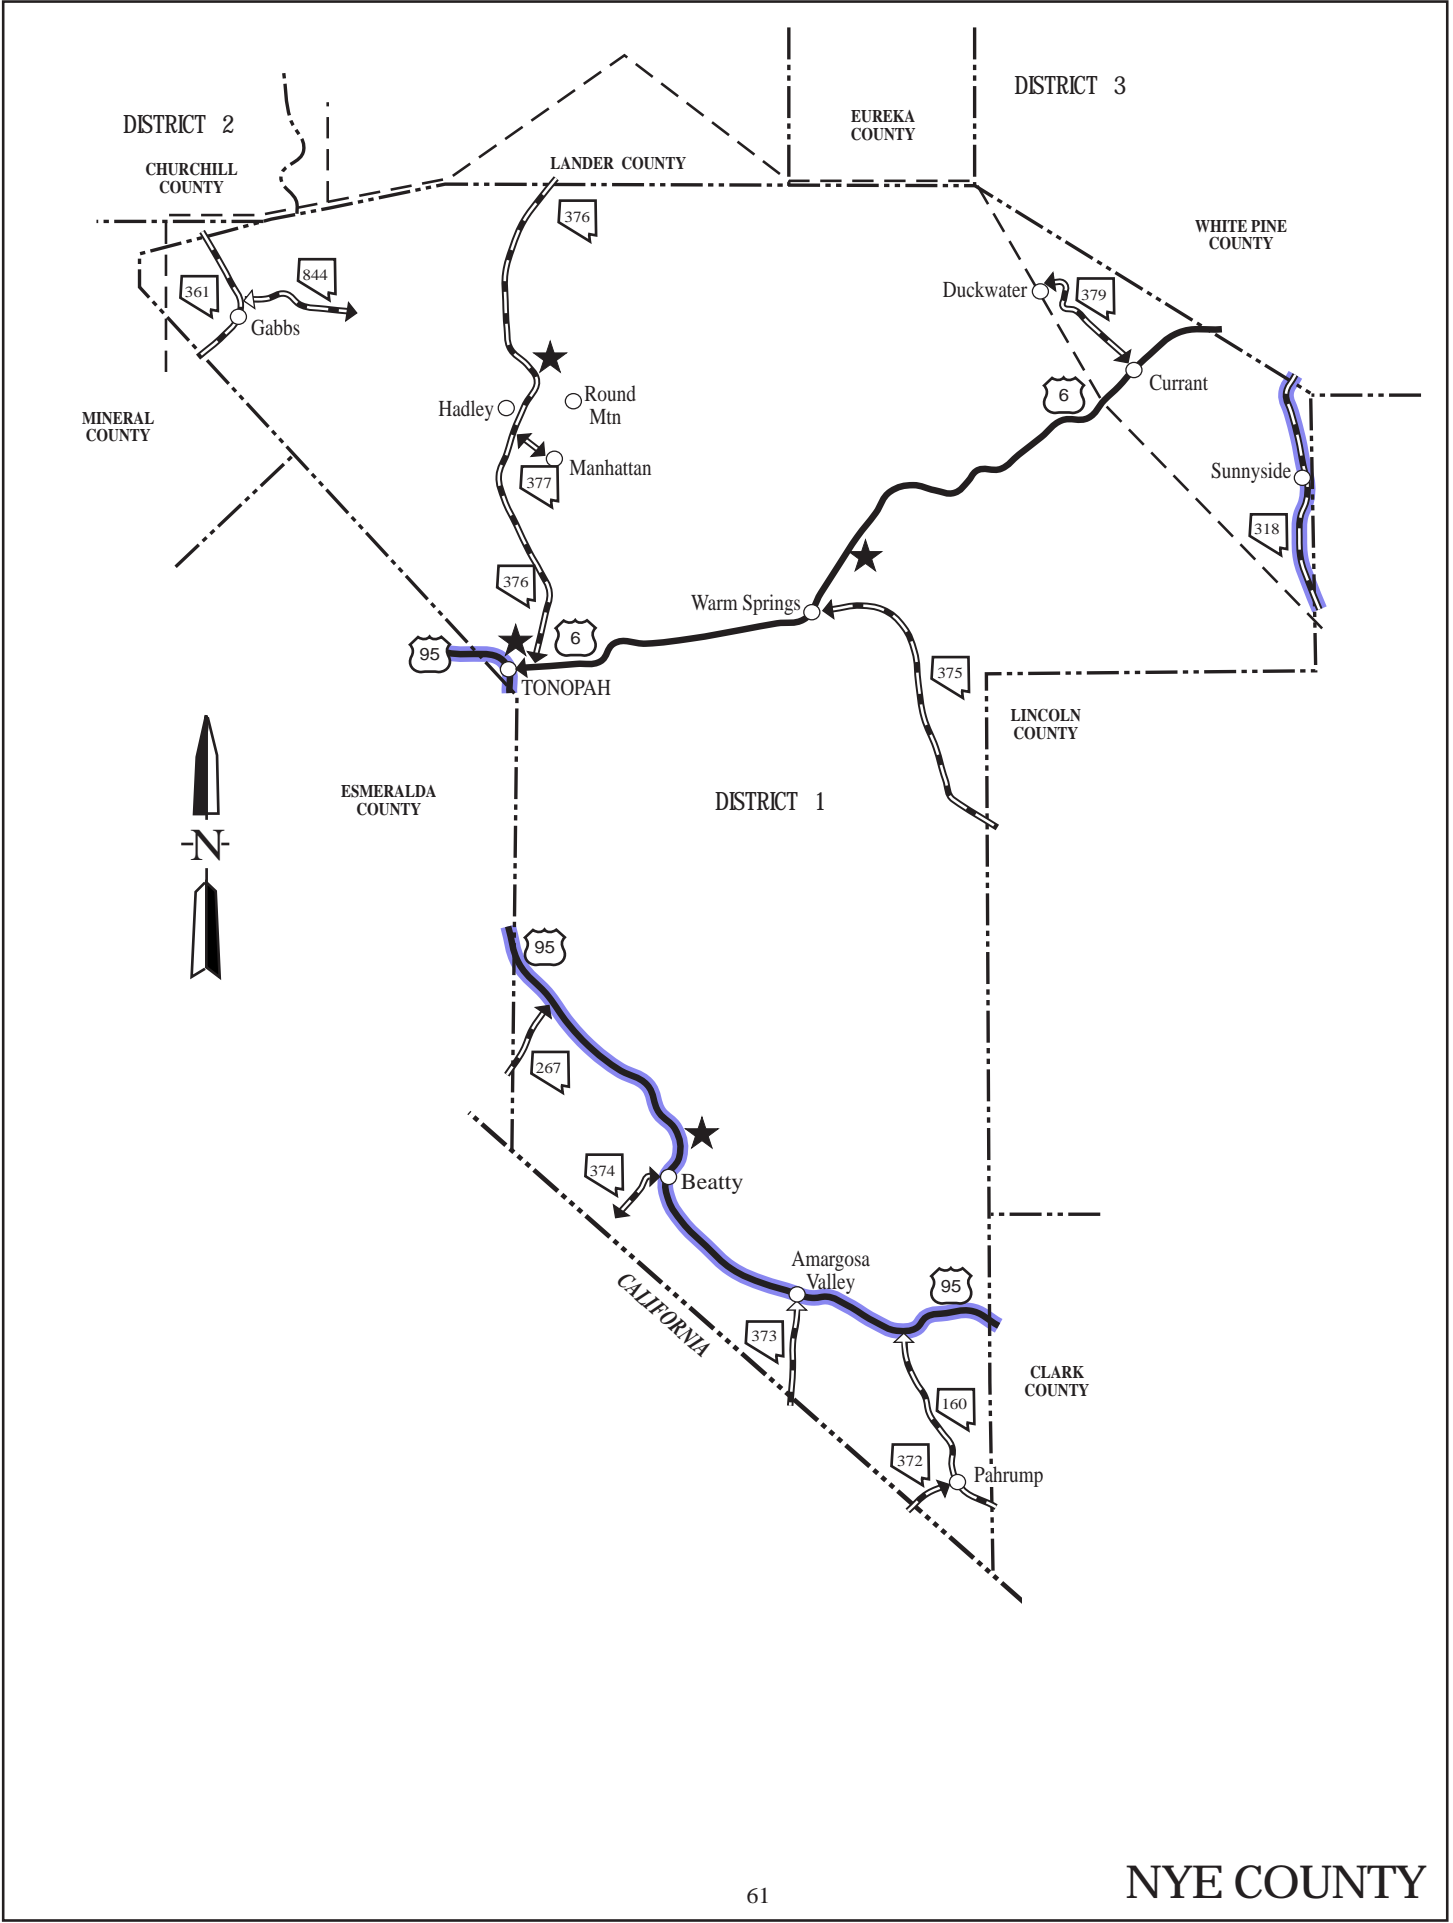 DISTRICT 3
EUREKA
COUNTY
DISTRICT 2
LANDER COUNTY
CHURCHILL
COUNTY
376
WHITE PINE
COUNTY
844
361
Gabbs
Duckwater
379
Currant
6
Round
Mtn
Hadley
MINERAL
COUNTY
Manhattan
377
Sunnyside
318
376
Warm Springs
6
95
TONOPAH
375
LINCOLN
COUNTY
ESMERALDA
COUNTY
DISTRICT 1
N
95
267
374
Beatty
Amargosa
Valley
95
CALIFORNIA
373
CLARK
COUNTY
160
372
Pahrump
61
NYE COUNTY